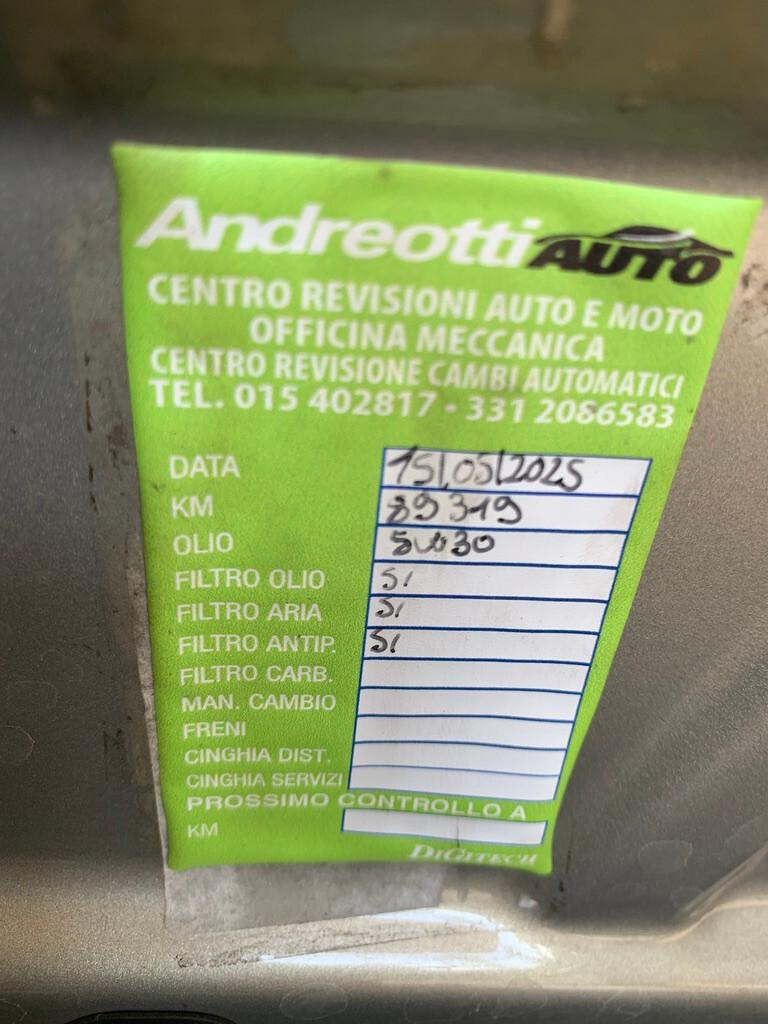 Andreotti AUTO
CENTRO REVISIONI AUTO E MOTO
OFFICINA MECCANICA
CENTRO REVISIONE CAMBI AUTOMATICI
TEL. 015 402817 - 331 2086583
DATA 15/05/2025
KM 89319
OLIO 5W30
FILTRO OLIO SI
FILTRO ARIA SI
FILTRO ANTIP. SI
FILTRO CARB.
MAN. CAMBIO
FRENI
CINGHIA DIST.
CINGHIA SERVIZI
PROSSIMO CONTROLLO A
KM
DIGITECH